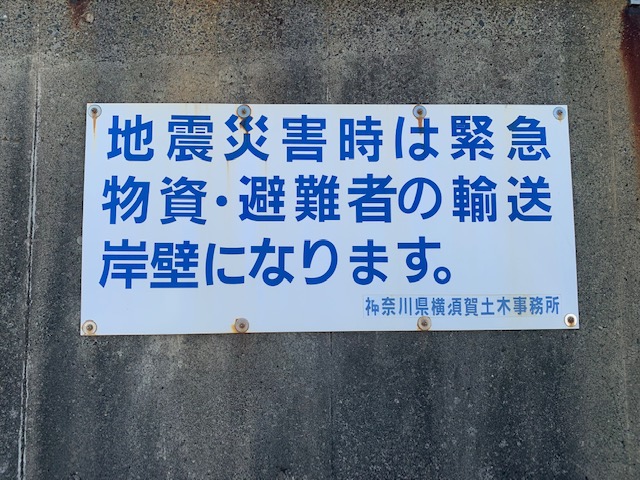 地震災害時は緊急
物資・避難者の輸送
岸壁になります。
神奈川県横須賀土木事務所